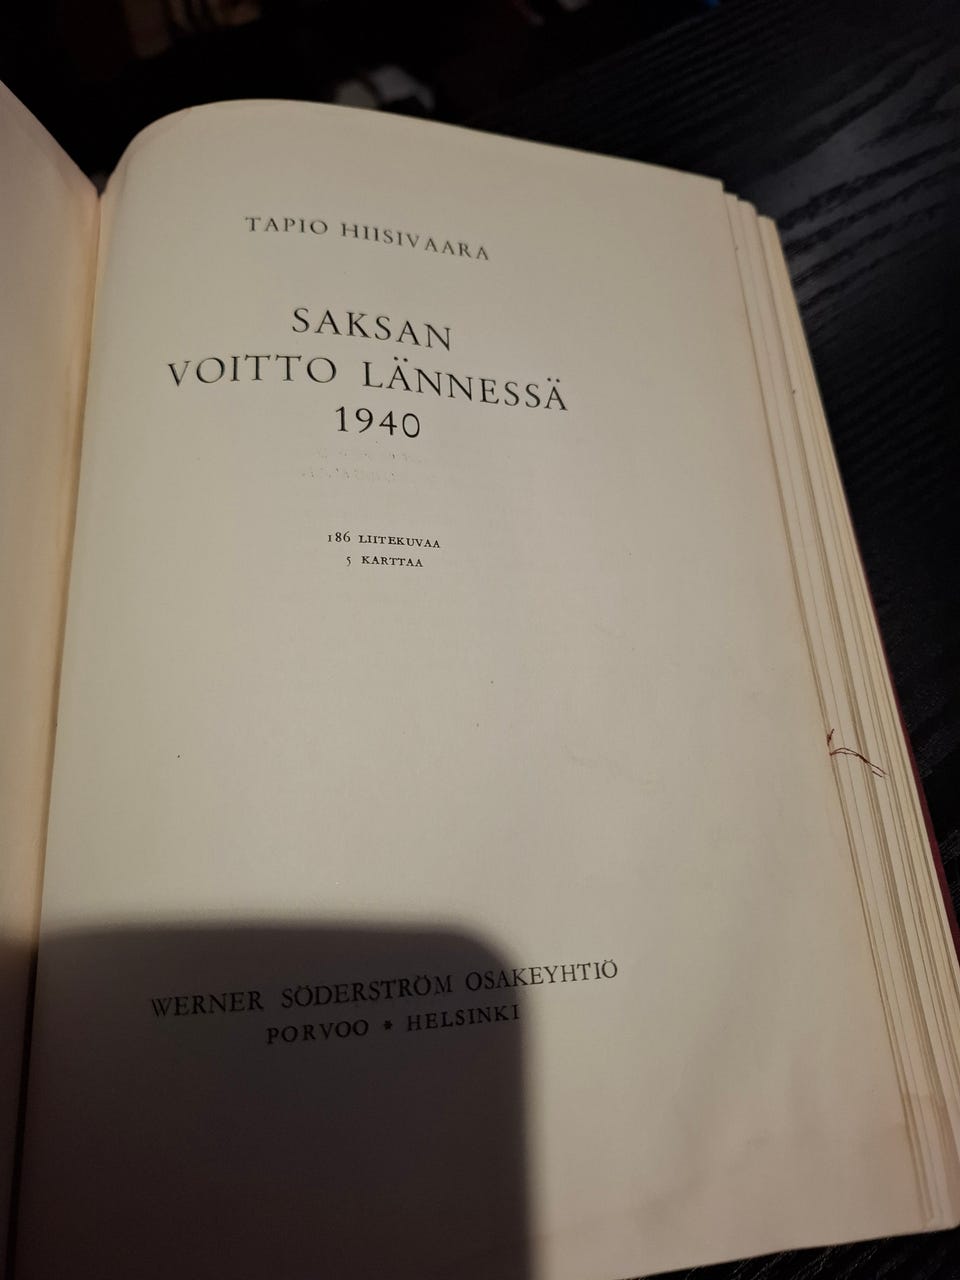 TAPIO HIISIVAARA
SAKSAN
VOITTO LÄNNESSÄ
1940
186 LIITEKUVAA
5 KARTTAA
WERNER SÖDERSTRÖM OSAKEYHTIÖ
PORVOO * HELSINKI